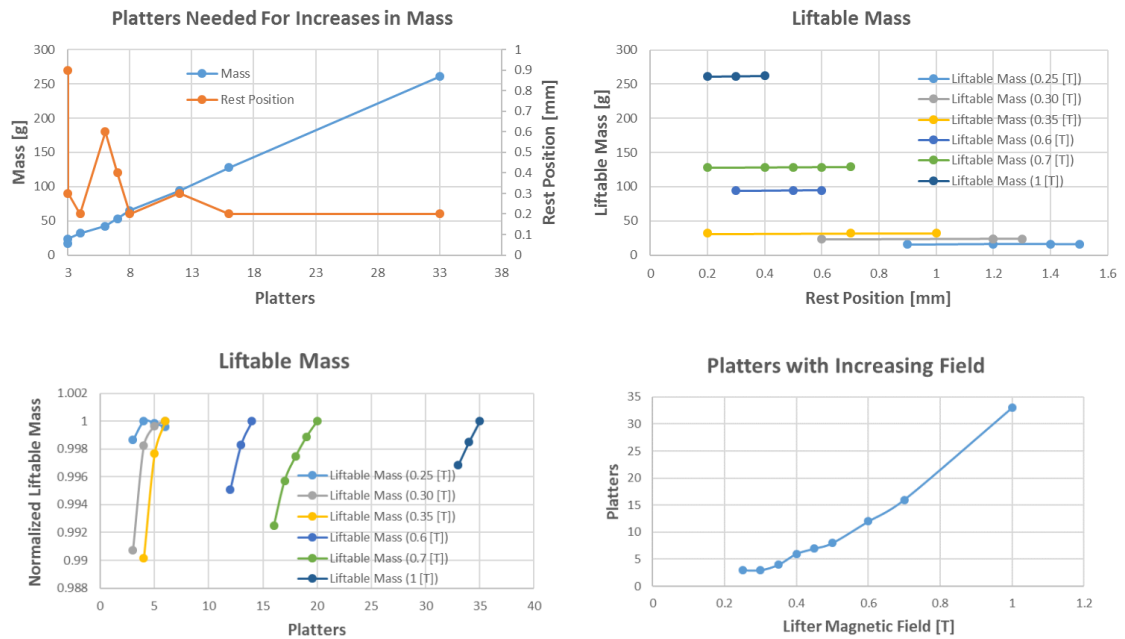 Platters Needed For Increases in Mass
Mass [g]
300
250
200
150
100
50
0
3
8
13
18
23
28
33
38
Platters
1
0.9
0.8
0.7
0.6
0.5
0.4
0.3
0.2
0.1
0
Rest Position [mm]
Mass
Rest Position
Liftable Mass
Liftable Mass [g]
300
250
200
150
100
50
0
0
0.2
0.4
0.6
0.8
1
1.2
1.4
1.6
Rest Position [mm]
Liftable Mass (0.25 [T])
Liftable Mass (0.30 [T])
Liftable Mass (0.35 [T])
Liftable Mass (0.6 [T])
Liftable Mass (0.7 [T])
Liftable Mass (1 [T])
Liftable Mass
Normalized Liftable Mass
1.002
1
0.998
0.996
0.994
0.992
0.99
0.988
0
5
10
15
20
25
30
35
40
Platters
Liftable Mass (0.25 [T])
Liftable Mass (0.30 [T])
Liftable Mass (0.35 [T])
Liftable Mass (0.6 [T])
Liftable Mass (0.7 [T])
Liftable Mass (1 [T])
Platters with Increasing Field
Platters
35
30
25
20
15
10
5
0
0
0.2
0.4
0.6
0.8
1
1.2
Lifter Magnetic Field [T]